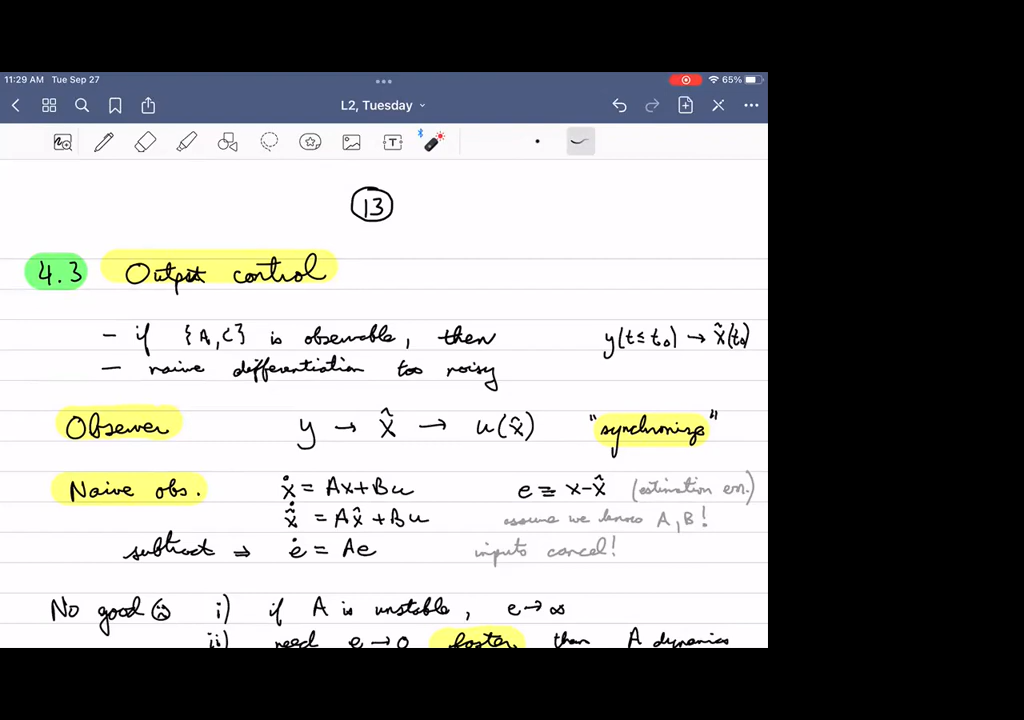 11:29 AM Tue Sep 27
65%
L2, Tuesday
13
4.3 Output control
- if {A,C} is observable, then y(t≤t₀) → x̂(t₀)
- naive differentiation too noisy
Observer y → x̂ → u(x̂) "synchronize"
Naive obs. ẋ = Ax+Bu e ≡ x-x̂ (estimation err.)
x̂̇ = Ax̂+Bu assume we know A,B!
subtract ⇒ ė = Ae inputs cancel!
No good ☹ i) if A is unstable, e→∞
ii) need e→0 faster than A dynamics